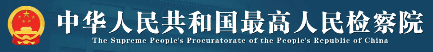 中华人民共和国最高人民检察院
The Supreme People's Procuratorate of the People's Republic of China